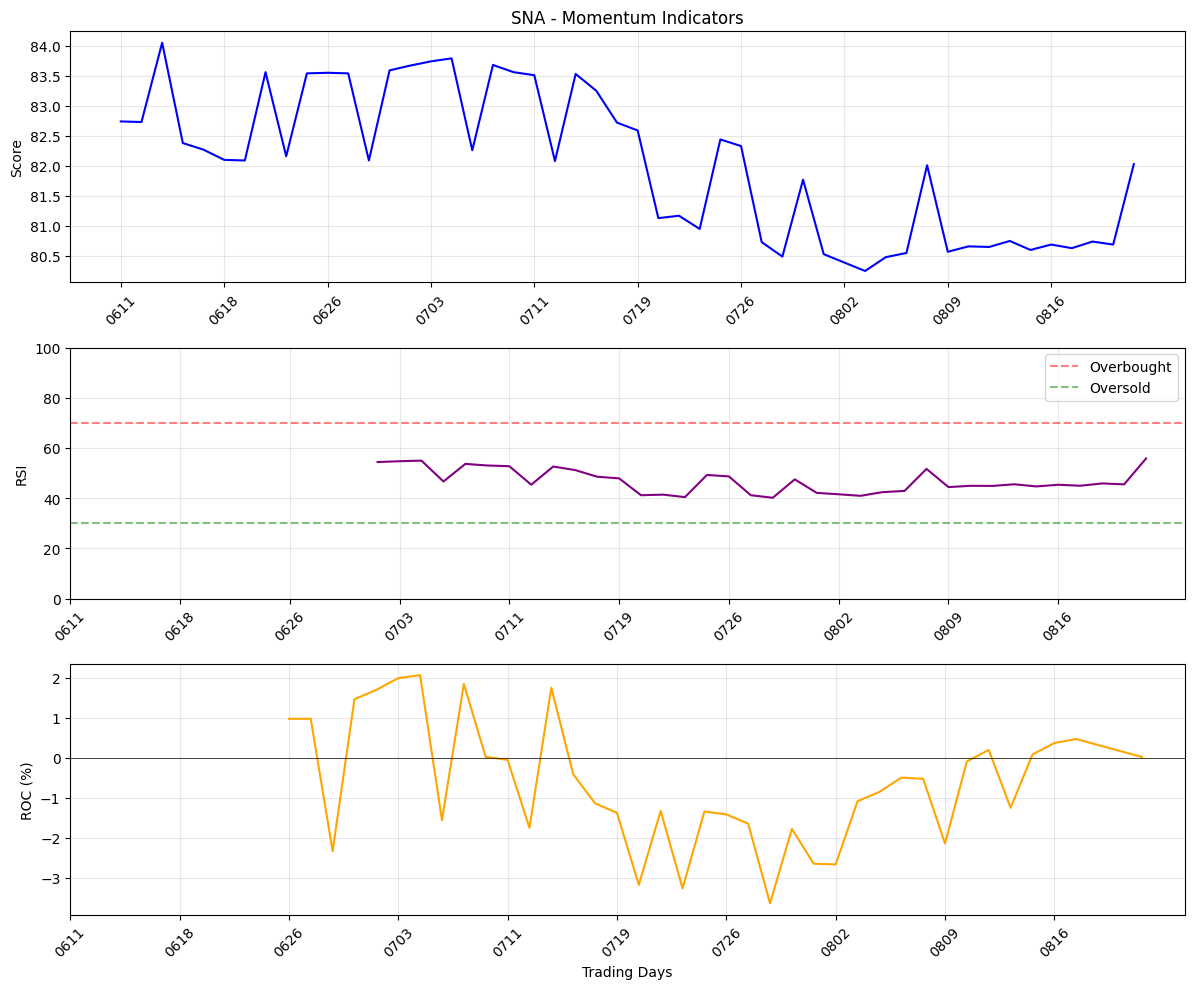 SNA - Momentum Indicators
84.0
83.5
83.0
82.5
82.0
81.5
81.0
80.5
Score
0611 0618 0626 0703 0711 0719 0726 0802 0809 0816
100
80
60
40
20
0
RSI
Overbought
Oversold
0611 0618 0626 0703 0711 0719 0726 0802 0809 0816
2
1
0
−1
−2
−3
ROC (%)
0611 0618 0626 0703 0711 0719 0726 0802 0809 0816
Trading Days